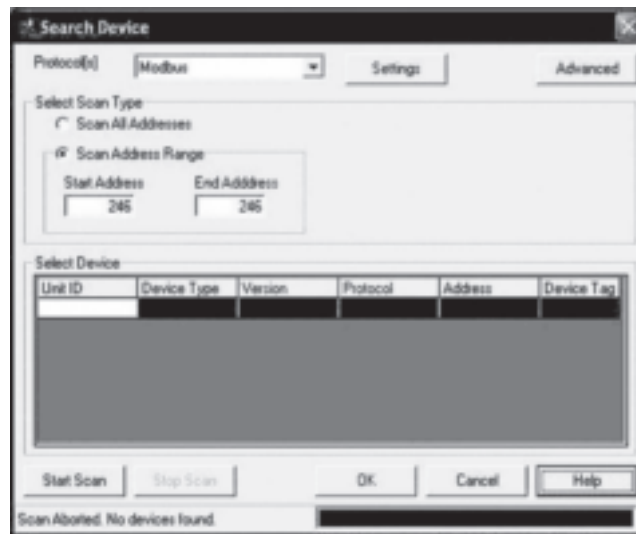 Search Device
Protocol[s] Modbus Settings Advanced
Select Scan Type
Scan All Addresses
Scan Address Range
Start Address End Adddress
246 246
Select Device
Unit ID Device Type Version Protocol Address Device Tag
Start Scan Stop Scan OK Cancel Help
Scan Aborted. No devices found.